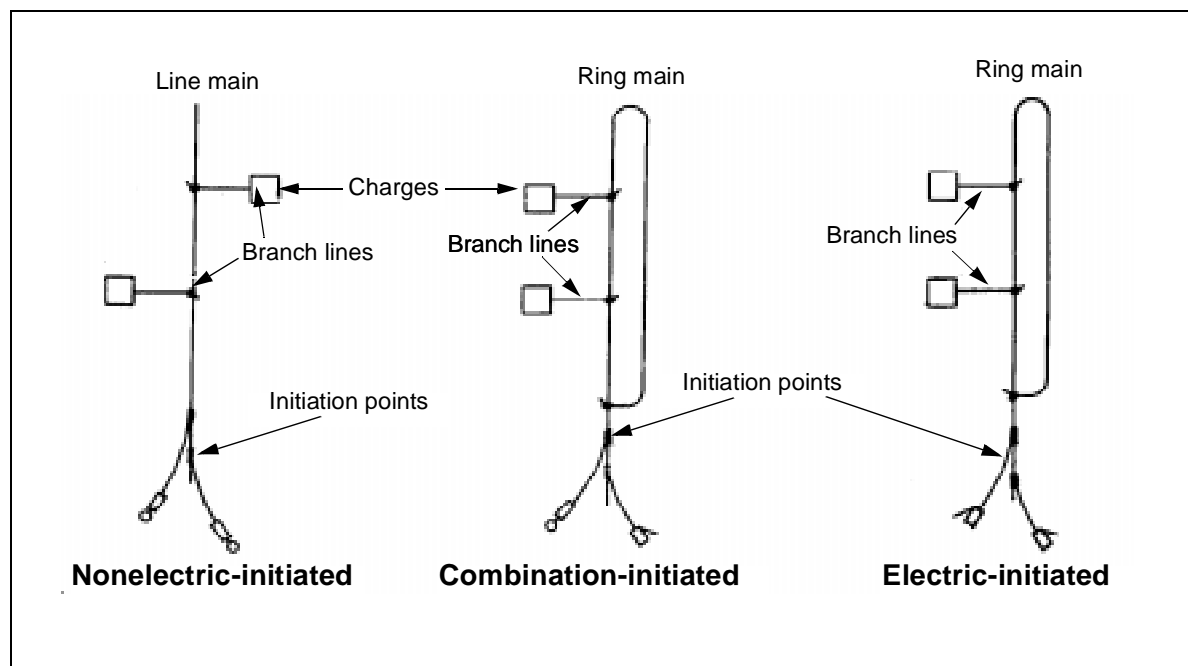 Line main
Ring main
Ring main
Charges
Branch lines
Branch lines
Branch lines
Initiation points
Initiation points
Nonelectric-initiated
Combination-initiated
Electric-initiated